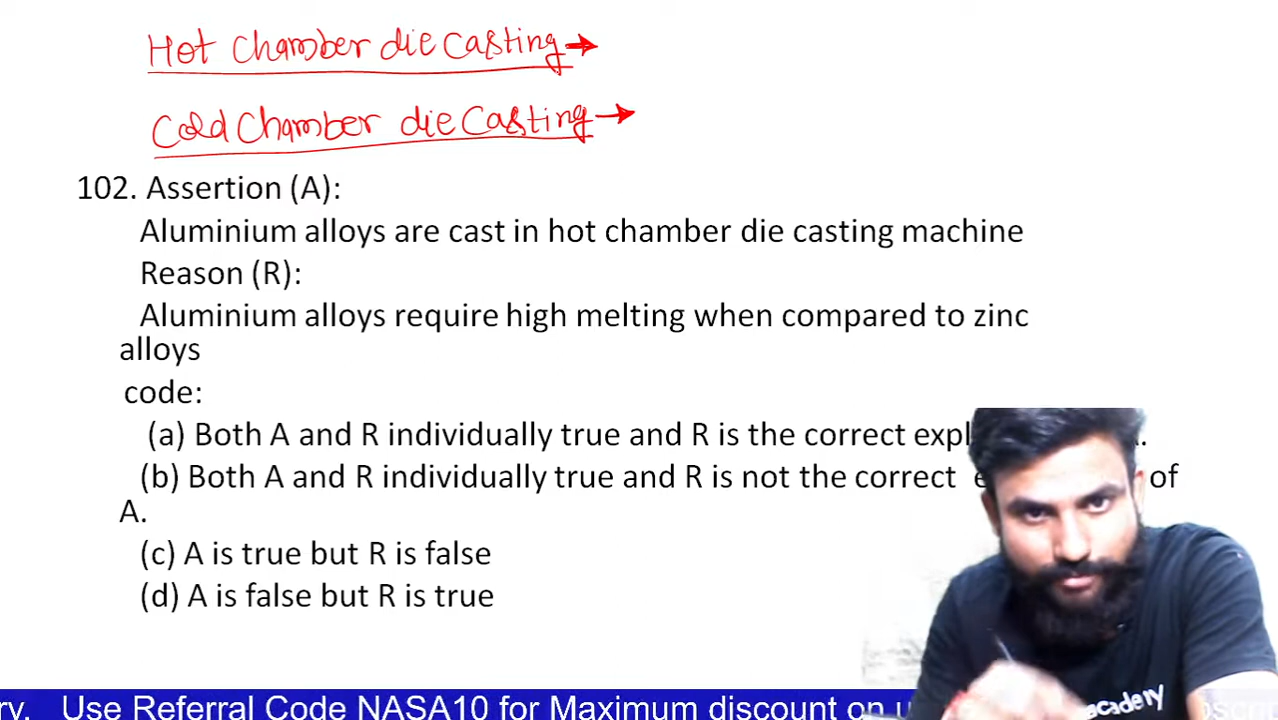 Hot Chamber die Casting →
Cold Chamber die Casting →
102. Assertion (A):
Aluminium alloys are cast in hot chamber die casting machine
Reason (R):
Aluminium alloys require high melting when compared to zinc
alloys
code:
(a) Both A and R individually true and R is the correct
(b) Both A and R individually true and R is not the correct of
A.
(c) A is true but R is false
(d) A is false but R is true
Use Referral Code NASA10 for Maximum discount on